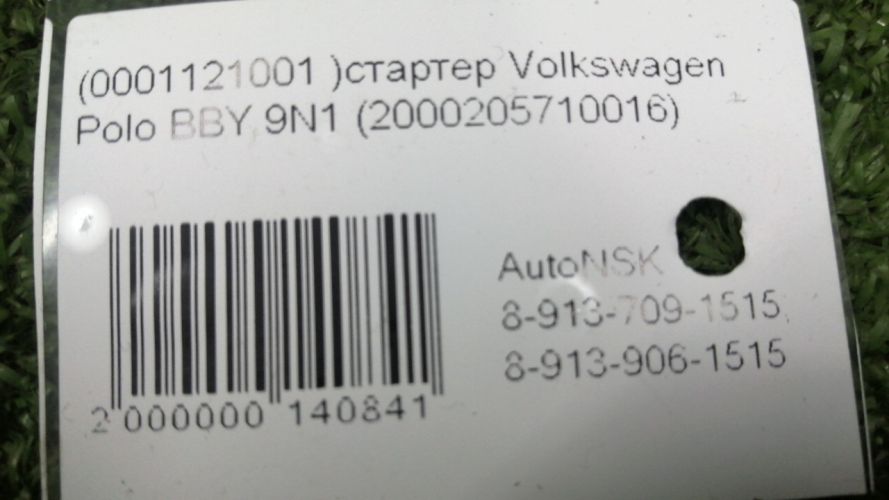 (0001121001 )стартер Volkswagen
Polo BBY 9N1 (2000205710016)
AutoNSK
8-913-709-1515
8-913-906-1515
2 000000 140841